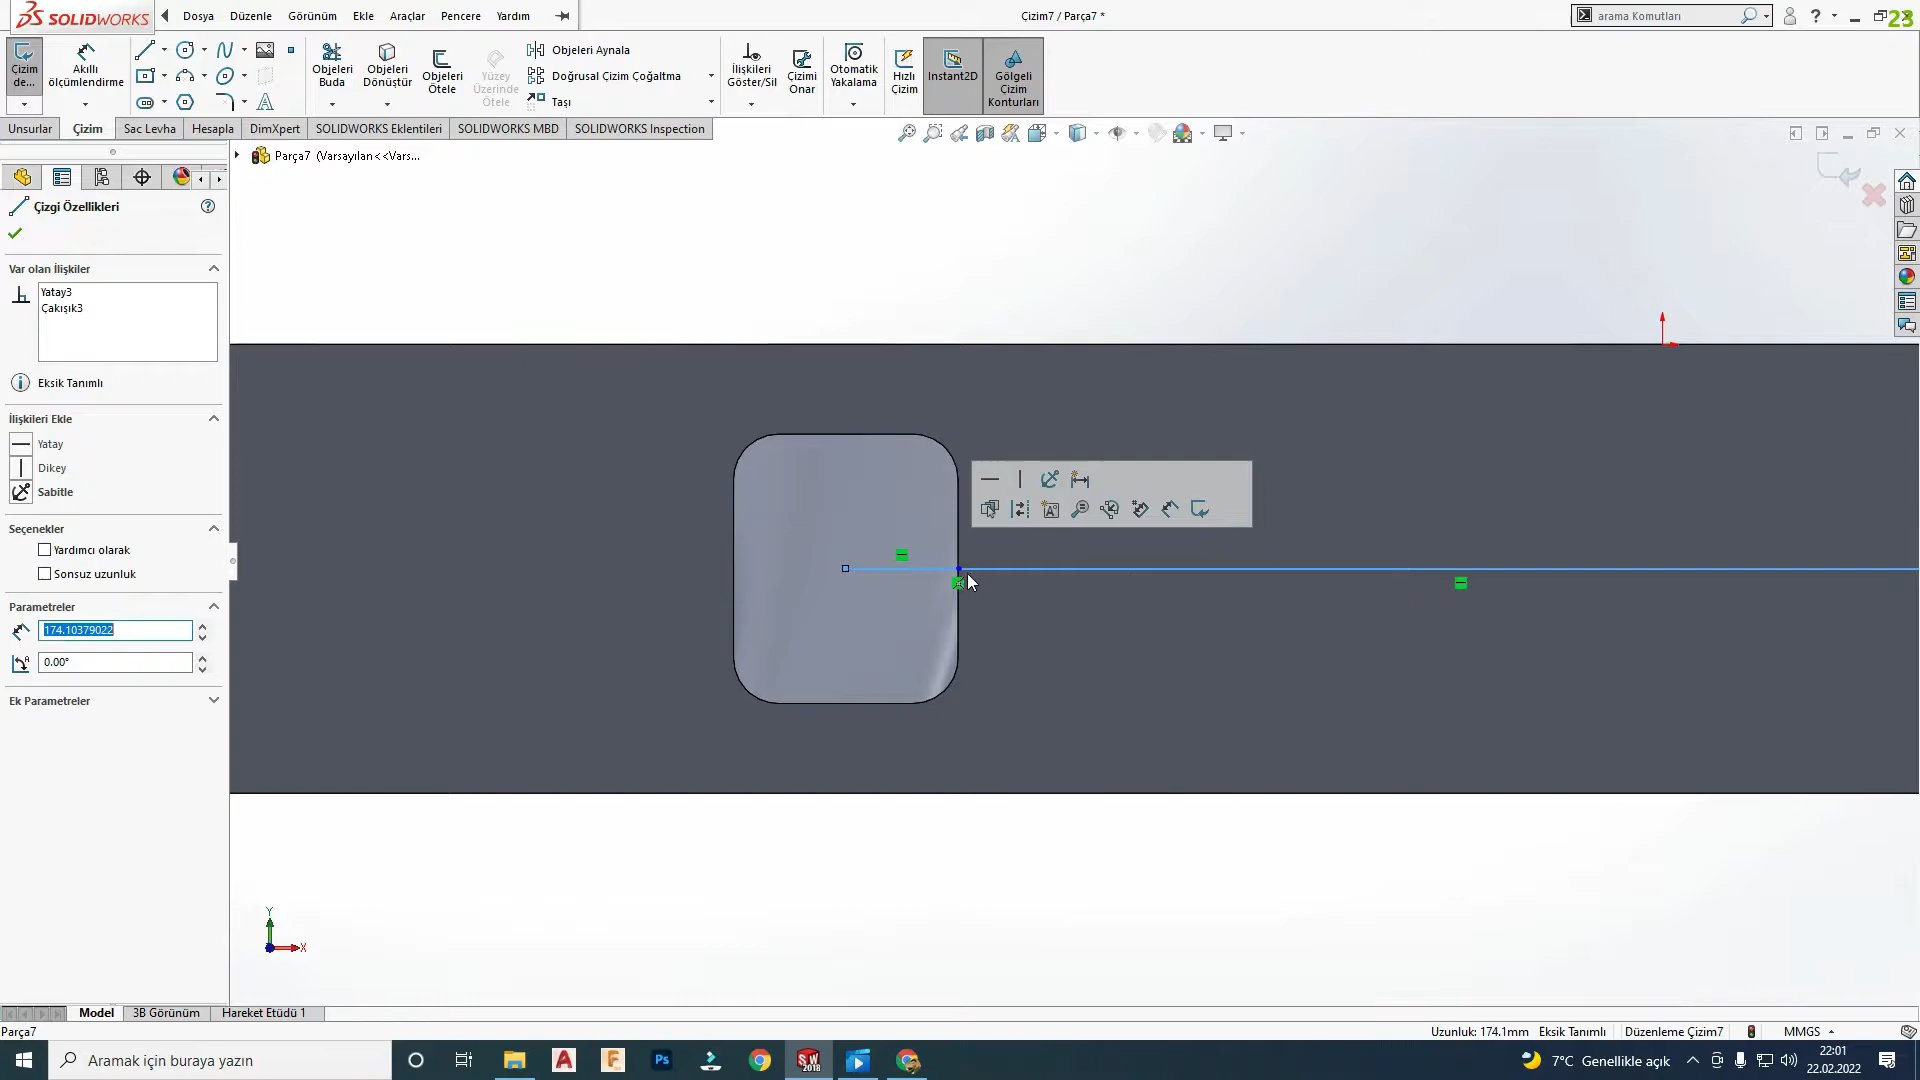 SOLIDWORKS
Dosya
Düzenle
Görünüm
Ekle
Araçlar
Pencere
Yardım
Çizim7 / Parça7 *
arama Komutları
?
23
Çizim
de...
Akıllı
ölçümlendirme
Objeleri
Buda
Objeleri
Dönüştür
Objeleri
Ötele
Yüzey
Üzerinde
Ötele
Objeleri Aynala
Doğrusal Çizim Çoğaltma
Taşı
İlişkileri
Göster/Sil
Çizimi
Onar
Otomatik
Yakalama
Hızlı
Çizim
Instant2D
Gölgeli
Çizim
Konturları
Unsurlar
Çizim
Sac Levha
Hesapla
DimXpert
SOLIDWORKS Eklentileri
SOLIDWORKS MBD
SOLIDWORKS Inspection
Parça7 (Varsayılan<<Vars...
Çizgi Özellikleri
Var olan İlişkiler
Yatay3
Çakışık3
Eksik Tanımlı
İlişkileri Ekle
Yatay
Dikey
Sabitle
Seçenekler
Yardımcı olarak
Sonsuz uzunluk
Parametreler
174.10379022
0.00°
Ek Parametreler
Y
X
Model
3B Görünüm
Hareket Etüdü 1
Parça7
Uzunluk: 174.1mm
Eksik Tanımlı
Düzenleme Çizim7
MMGS
Aramak için buraya yazın
7°C Genellikle açık
22:01
22.02.2022